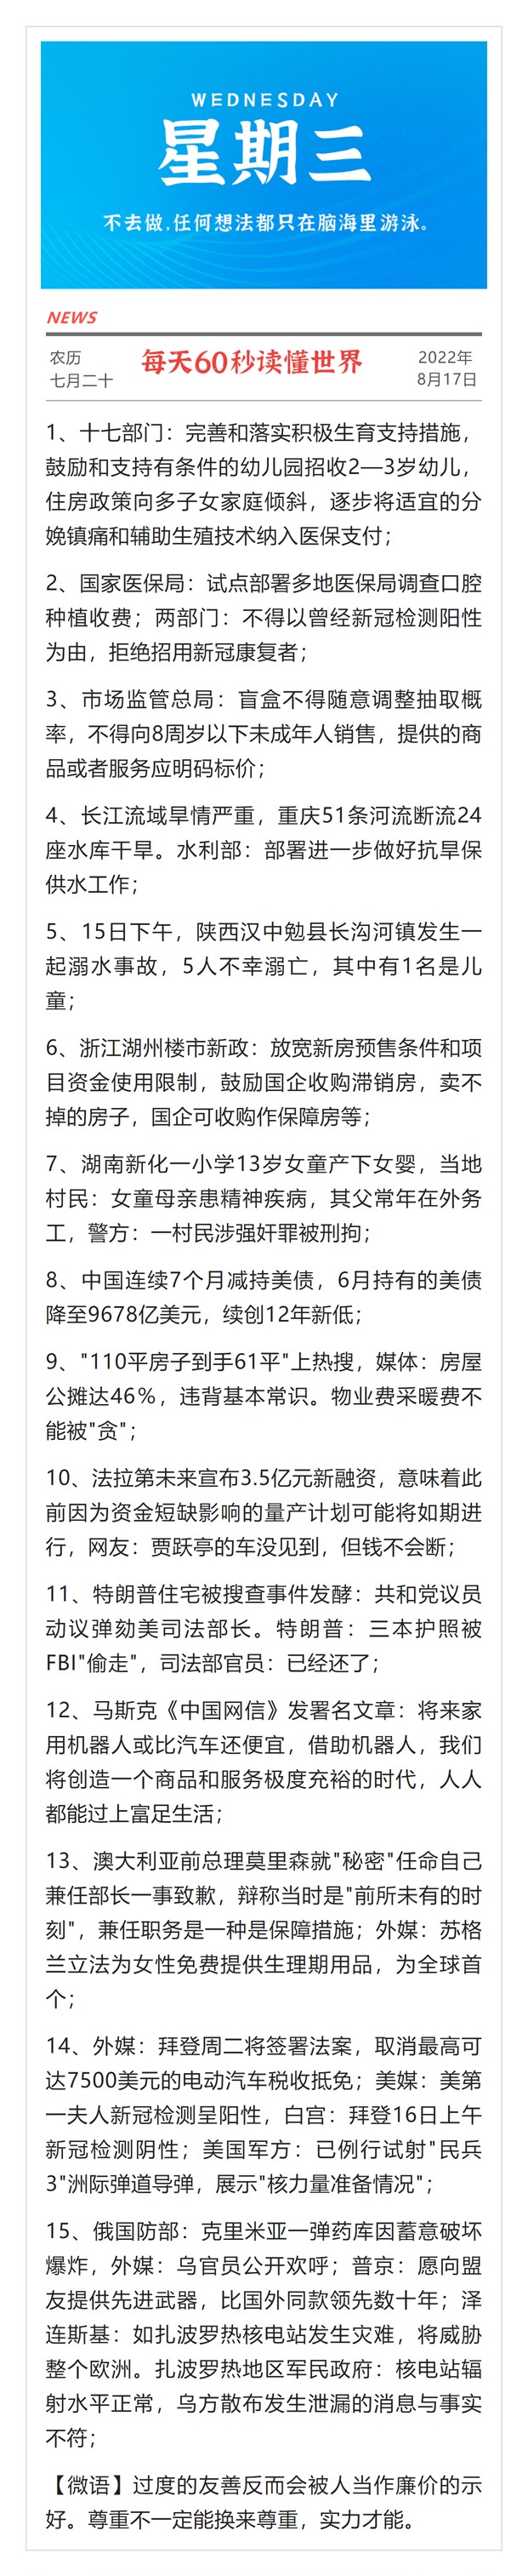 WEDNESDAY
星期三
不去做,任何想法都只在脑海里游泳。
NEWS
农历
七月二十
每天60秒读懂世界
2022年
8月17日
1、十七部门：完善和落实积极生育支持措施，
鼓励和支持有条件的幼儿园招收2—3岁幼儿，
住房政策向多子女家庭倾斜，逐步将适宜的分
娩镇痛和辅助生殖技术纳入医保支付；
2、国家医保局：试点部署多地医保局调查口腔
种植收费；两部门：不得以曾经新冠检测阳性
为由，拒绝招用新冠康复者；
3、市场监管总局：盲盒不得随意调整抽取概
率，不得向8周岁以下未成年人销售，提供的商
品或者服务应明码标价；
4、长江流域旱情严重，重庆51条河流断流24
座水库干旱。水利部：部署进一步做好抗旱保
供水工作；
5、15日下午，陕西汉中勉县长沟河镇发生一
起溺水事故，5人不幸溺亡，其中有1名是儿
童；
6、浙江湖州楼市新政：放宽新房预售条件和项
目资金使用限制，鼓励国企收购滞销房，卖不
掉的房子，国企可收购作保障房等；
7、湖南新化一小学13岁女童产下女婴，当地
村民：女童母亲患精神疾病，其父常年在外务
工，警方：一村民涉强奸罪被刑拘；
8、中国连续7个月减持美债，6月持有的美债
降至9678亿美元，续创12年新低；
9、"110平房子到手61平"上热搜，媒体：房屋
公摊达46%，违背基本常识。物业费采暖费不
能被"贪"；
10、法拉第未来宣布3.5亿元新融资，意味着此
前因为资金短缺影响的量产计划可能将如期进
行，网友：贾跃亭的车没见到，但钱不会断；
11、特朗普住宅被搜查事件发酵：共和党议员
动议弹劾美司法部长。特朗普：三本护照被
FBI"偷走"，司法部官员：已经还了；
12、马斯克《中国网信》发署名文章：将来家
用机器人或比汽车还便宜，借助机器人，我们
将创造一个商品和服务极度充裕的时代，人人
都能过上富足生活；
13、澳大利亚前总理莫里森就"秘密"任命自己
兼任部长一事致歉，辩称当时是"前所未有的时
刻"，兼任职务是一种是保障措施；外媒：苏格
兰立法为女性免费提供生理期用品，为全球首
个；
14、外媒：拜登周二将签署法案，取消最高可
达7500美元的电动汽车税收抵免；美媒：美第
一夫人新冠检测呈阳性，白宫：拜登16日上午
新冠检测阴性；美国军方：已例行试射"民兵
3"洲际弹道导弹，展示"核力量准备情况"；
15、俄国防部：克里米亚一弹药库因蓄意破坏
爆炸，外媒：乌官员公开欢呼；普京：愿向盟
友提供先进武器，比国外同款领先数十年；泽
连斯基：如扎波罗热核电站发生灾难，将威胁
整个欧洲。扎波罗热地区军民政府：核电站辐
射水平正常，乌方散布发生泄漏的消息与事实
不符；
【微语】过度的友善反而会被人当作廉价的示
好。尊重不一定能换来尊重，实力才能。